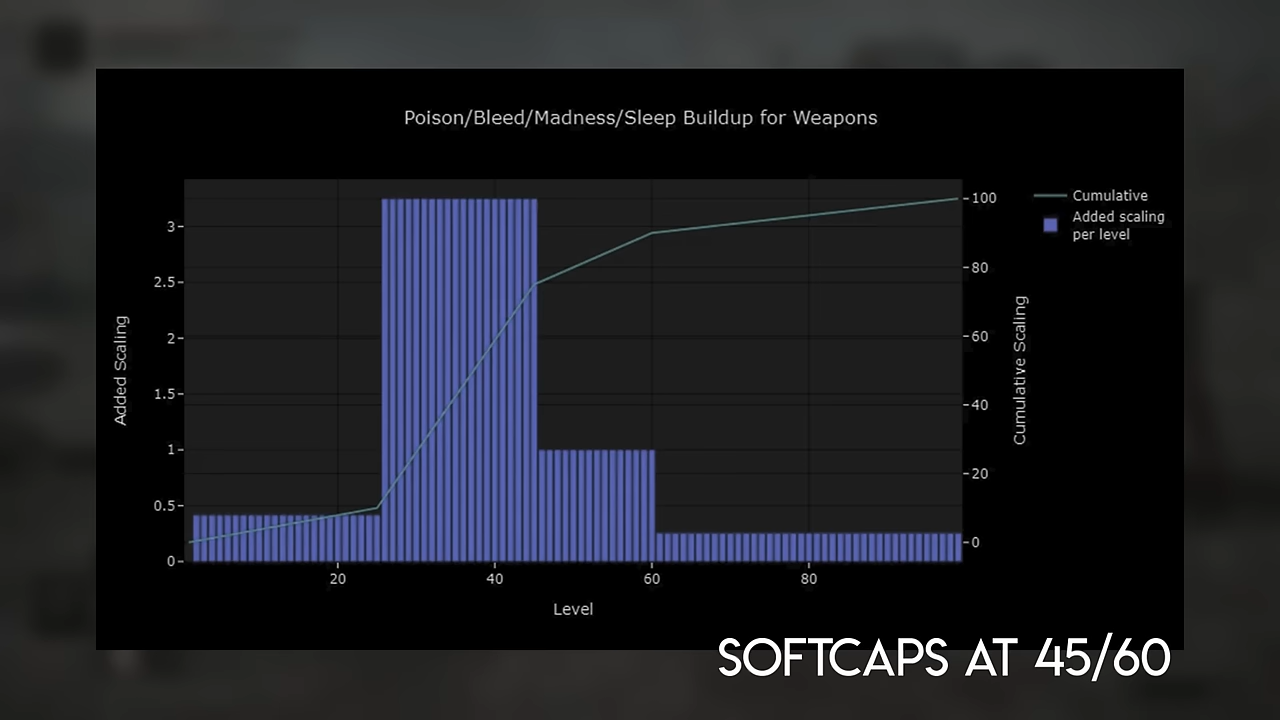 Poison/Bleed/Madness/Sleep Buildup for Weapons
Cumulative
Added scaling
per level
3
2.5
2
1.5
1
0.5
0
Added Scaling
100
80
60
40
20
0
Cumulative Scaling
20 40 60 80
Level
SOFTCAPS AT 45/60